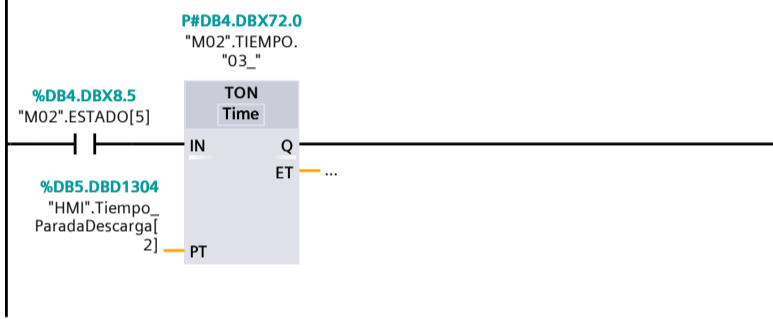 P#DB4.DBX72.0
"M02".TIEMPO.
"03_"
%DB4.DBX8.5
"M02".ESTADO[5]
TON
Time
IN
Q
ET
...
%DB5.DBD1304
"HMI".Tiempo_
ParadaDescarga[
2]
PT